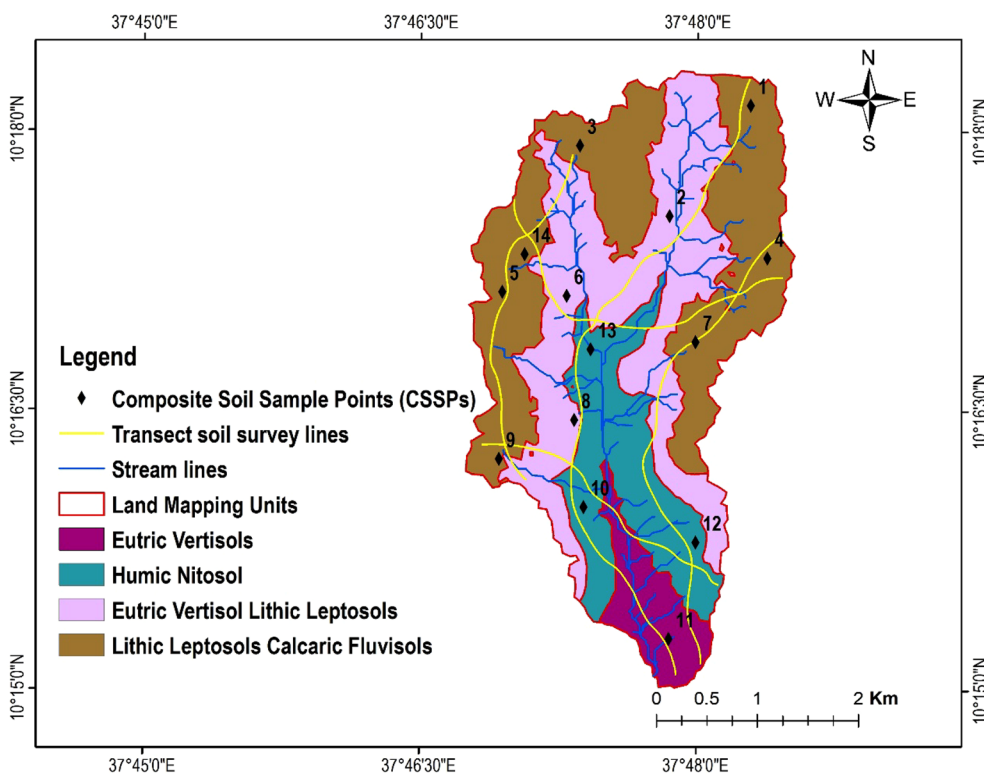 37°45'0"E 37°46'30"E 37°48'0"E
N
W E
S
10°18'0"N
10°18'0"N
1
3
2
14
4
5
6
7
13
8
9
10
12
11
10°16'30"N
10°16'30"N
Legend
Composite Soil Sample Points (CSSPs)
Transect soil survey lines
Stream lines
Land Mapping Units
Eutric Vertisols
Humic Nitosol
Eutric Vertisol Lithic Leptosols
Lithic Leptosols Calcaric Fluvisols
10°15'0"N
10°15'0"N
0 0.5 1 2 Km
37°45'0"E 37°46'30"E 37°48'0"E